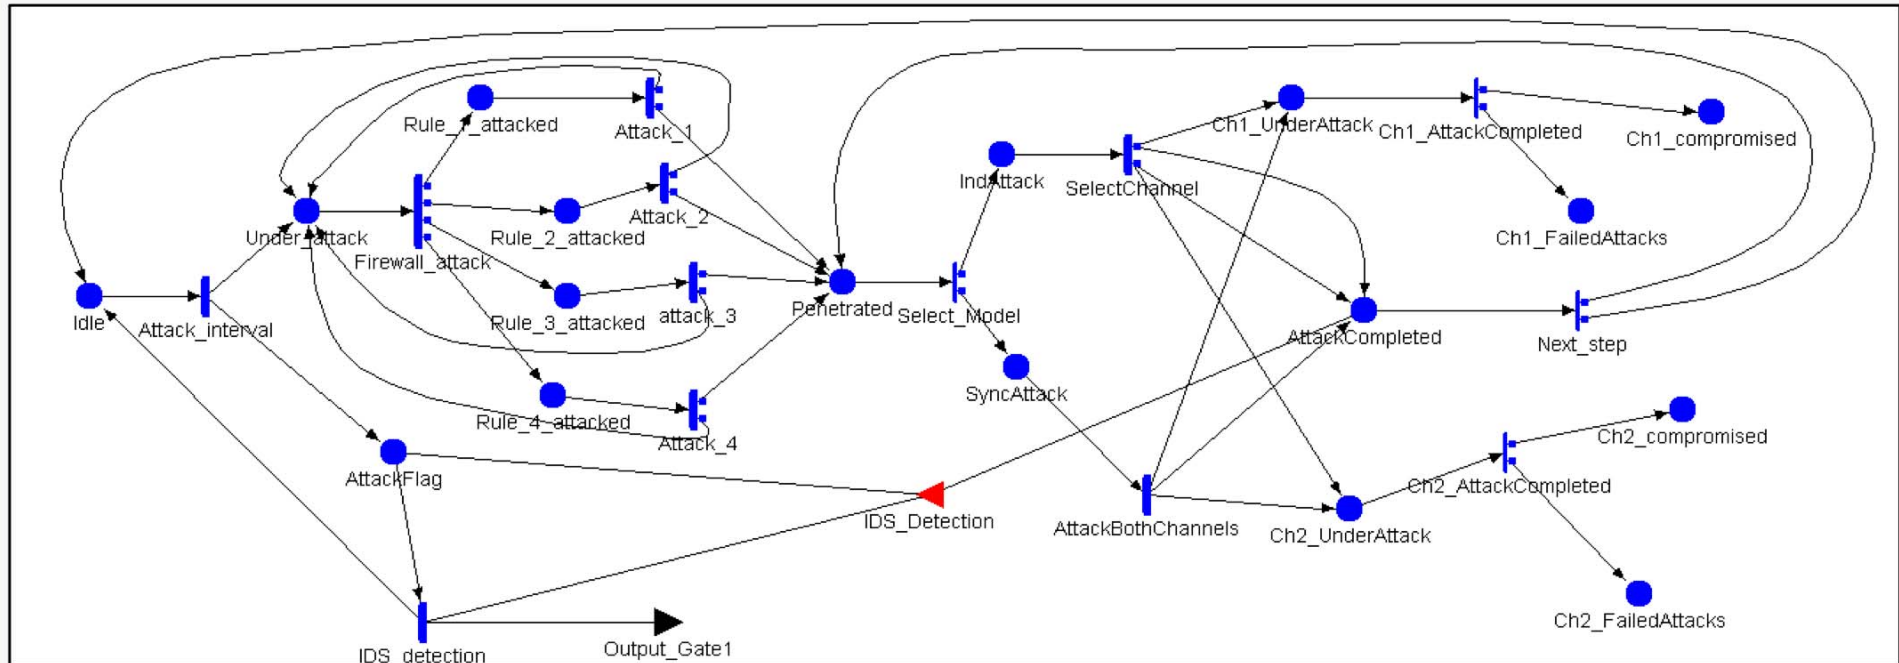 Rule_1_attacked
Attack_1
Ch1_UnderAttack
Ch1_AttackCompleted
Ch1_compromised
IndAttack
SelectChannel
Under_attack
Firewall_attack
Rule_2_attacked
Attack_2
Ch1_FailedAttacks
Idle
Attack_interval
Rule_3_attacked
attack_3
Penetrated
Select_Model
AttackCompleted
Next_step
SyncAttack
Rule_4_attacked
Attack_4
Ch2_compromised
AttackFlag
IDS_Detection
AttackBothChannels
Ch2_UnderAttack
Ch2_AttackCompleted
IDS_detection
Output_Gate1
Ch2_FailedAttacks